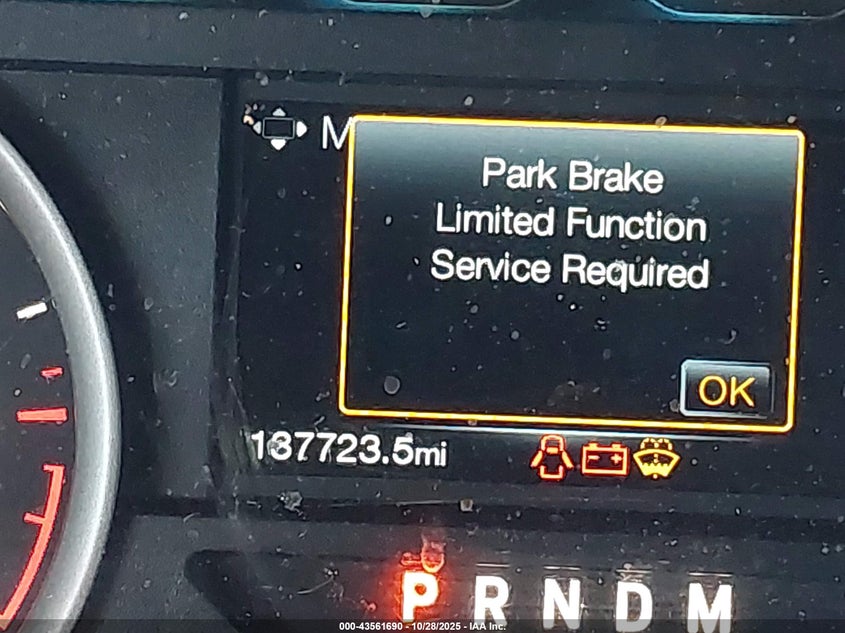 M
Park Brake
Limited Function
Service Required
OK
137723.5mi
P R N D M
000-43561690 - 10/28/2025 - IAA Inc.